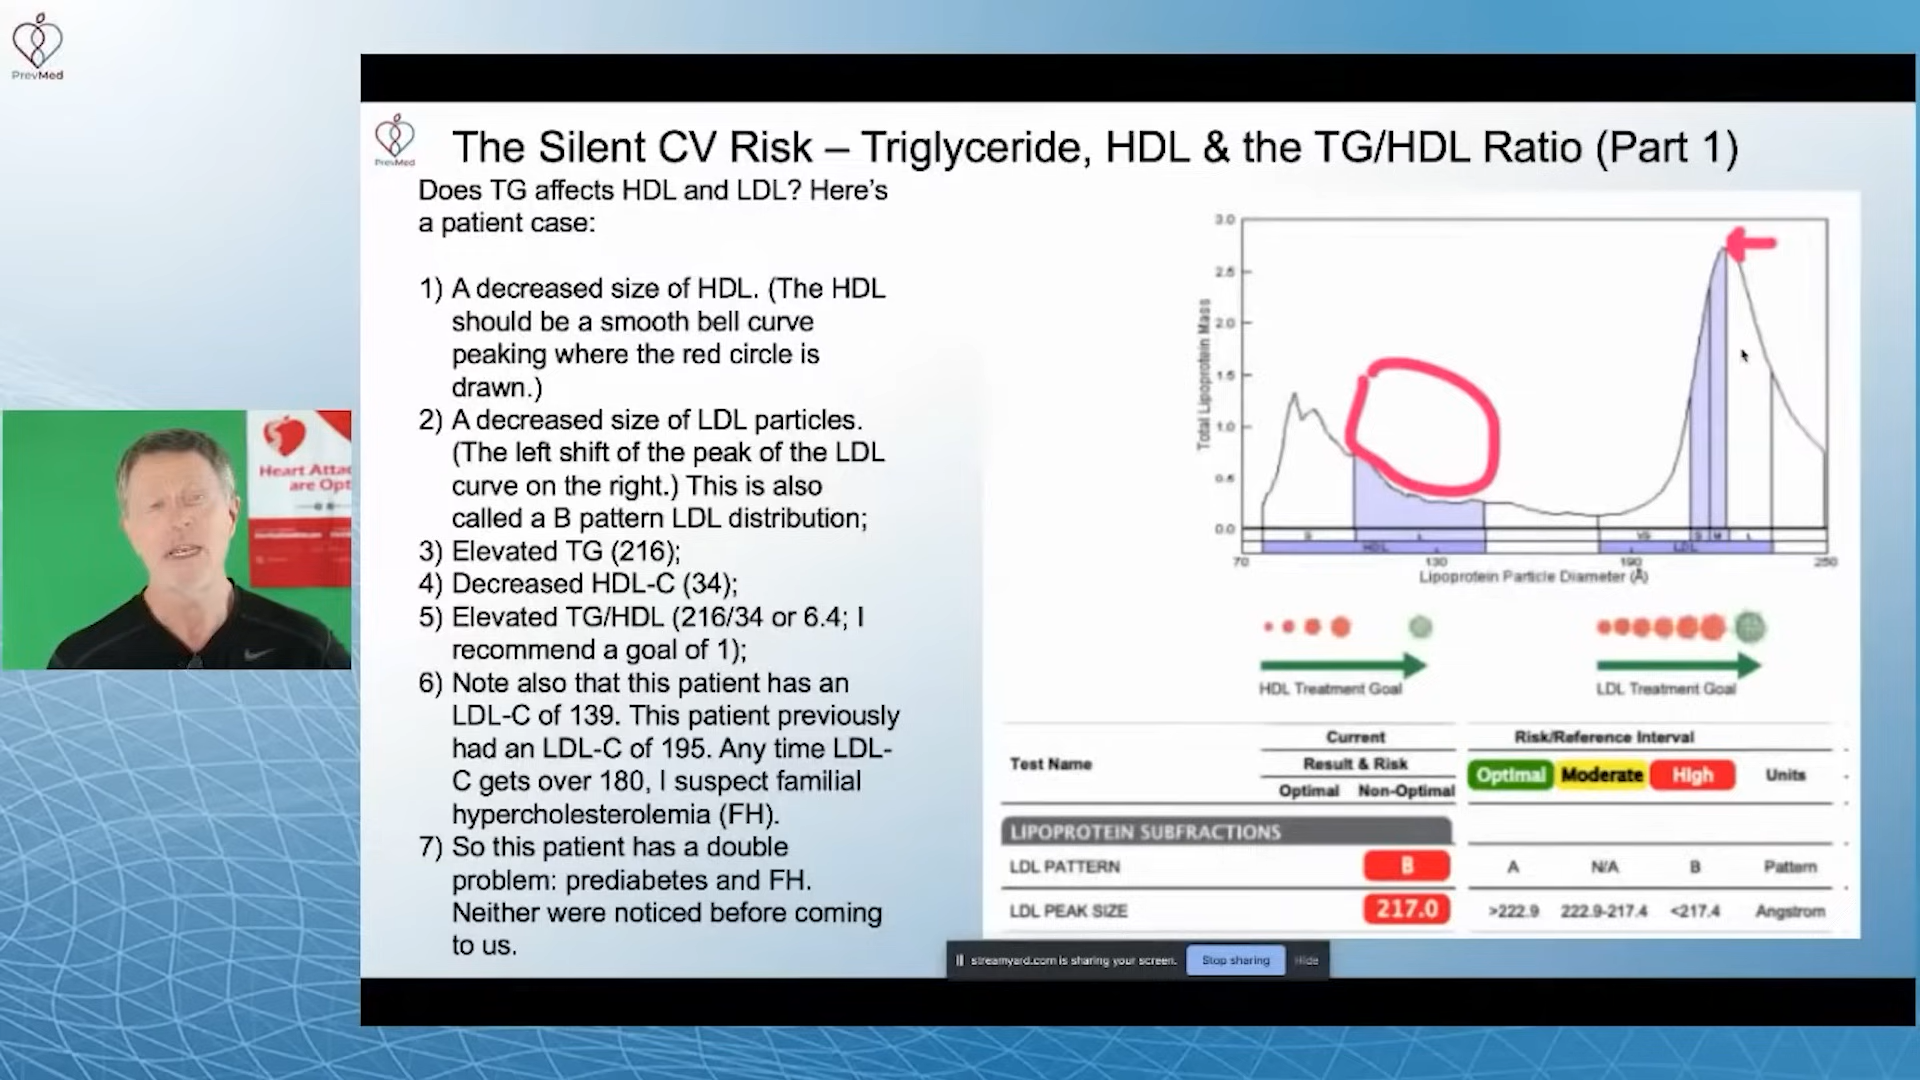 PrevMed
PrevMed
The Silent CV Risk – Triglyceride, HDL & the TG/HDL Ratio (Part 1)
Does TG affects HDL and LDL? Here's
a patient case:
1) A decreased size of HDL. (The HDL
should be a smooth bell curve
peaking where the red circle is
drawn.)
2) A decreased size of LDL particles.
(The left shift of the peak of the LDL
curve on the right.) This is also
called a B pattern LDL distribution;
3) Elevated TG (216);
4) Decreased HDL-C (34);
5) Elevated TG/HDL (216/34 or 6.4; I
recommend a goal of 1);
6) Note also that this patient has an
LDL-C of 139. This patient previously
had an LDL-C of 195. Any time LDL-
C gets over 180, I suspect familial
hypercholesterolemia (FH).
7) So this patient has a double
problem: prediabetes and FH.
Neither were noticed before coming
to us.
Heart Attac
are Opt
Total Lipoprotein Mass
3.0
2.5
2.0
1.5
1.0
0.5
0.0
S L VS S M L
HDL LDL
70 130 190 250
Lipoprotein Particle Diameter (Å)
HDL Treatment Goal LDL Treatment Goal
Test Name
Current
Result & Risk
Optimal Non-Optimal
Risk/Reference Interval
Optimal Moderate High Units
LIPOPROTEIN SUBFRACTIONS
LDL PATTERN B A N/A B Pattern
LDL PEAK SIZE 217.0 >222.9 222.9-217.4 <217.4 Angstrom
streamyard.com is sharing your screen. Stop sharing Hide